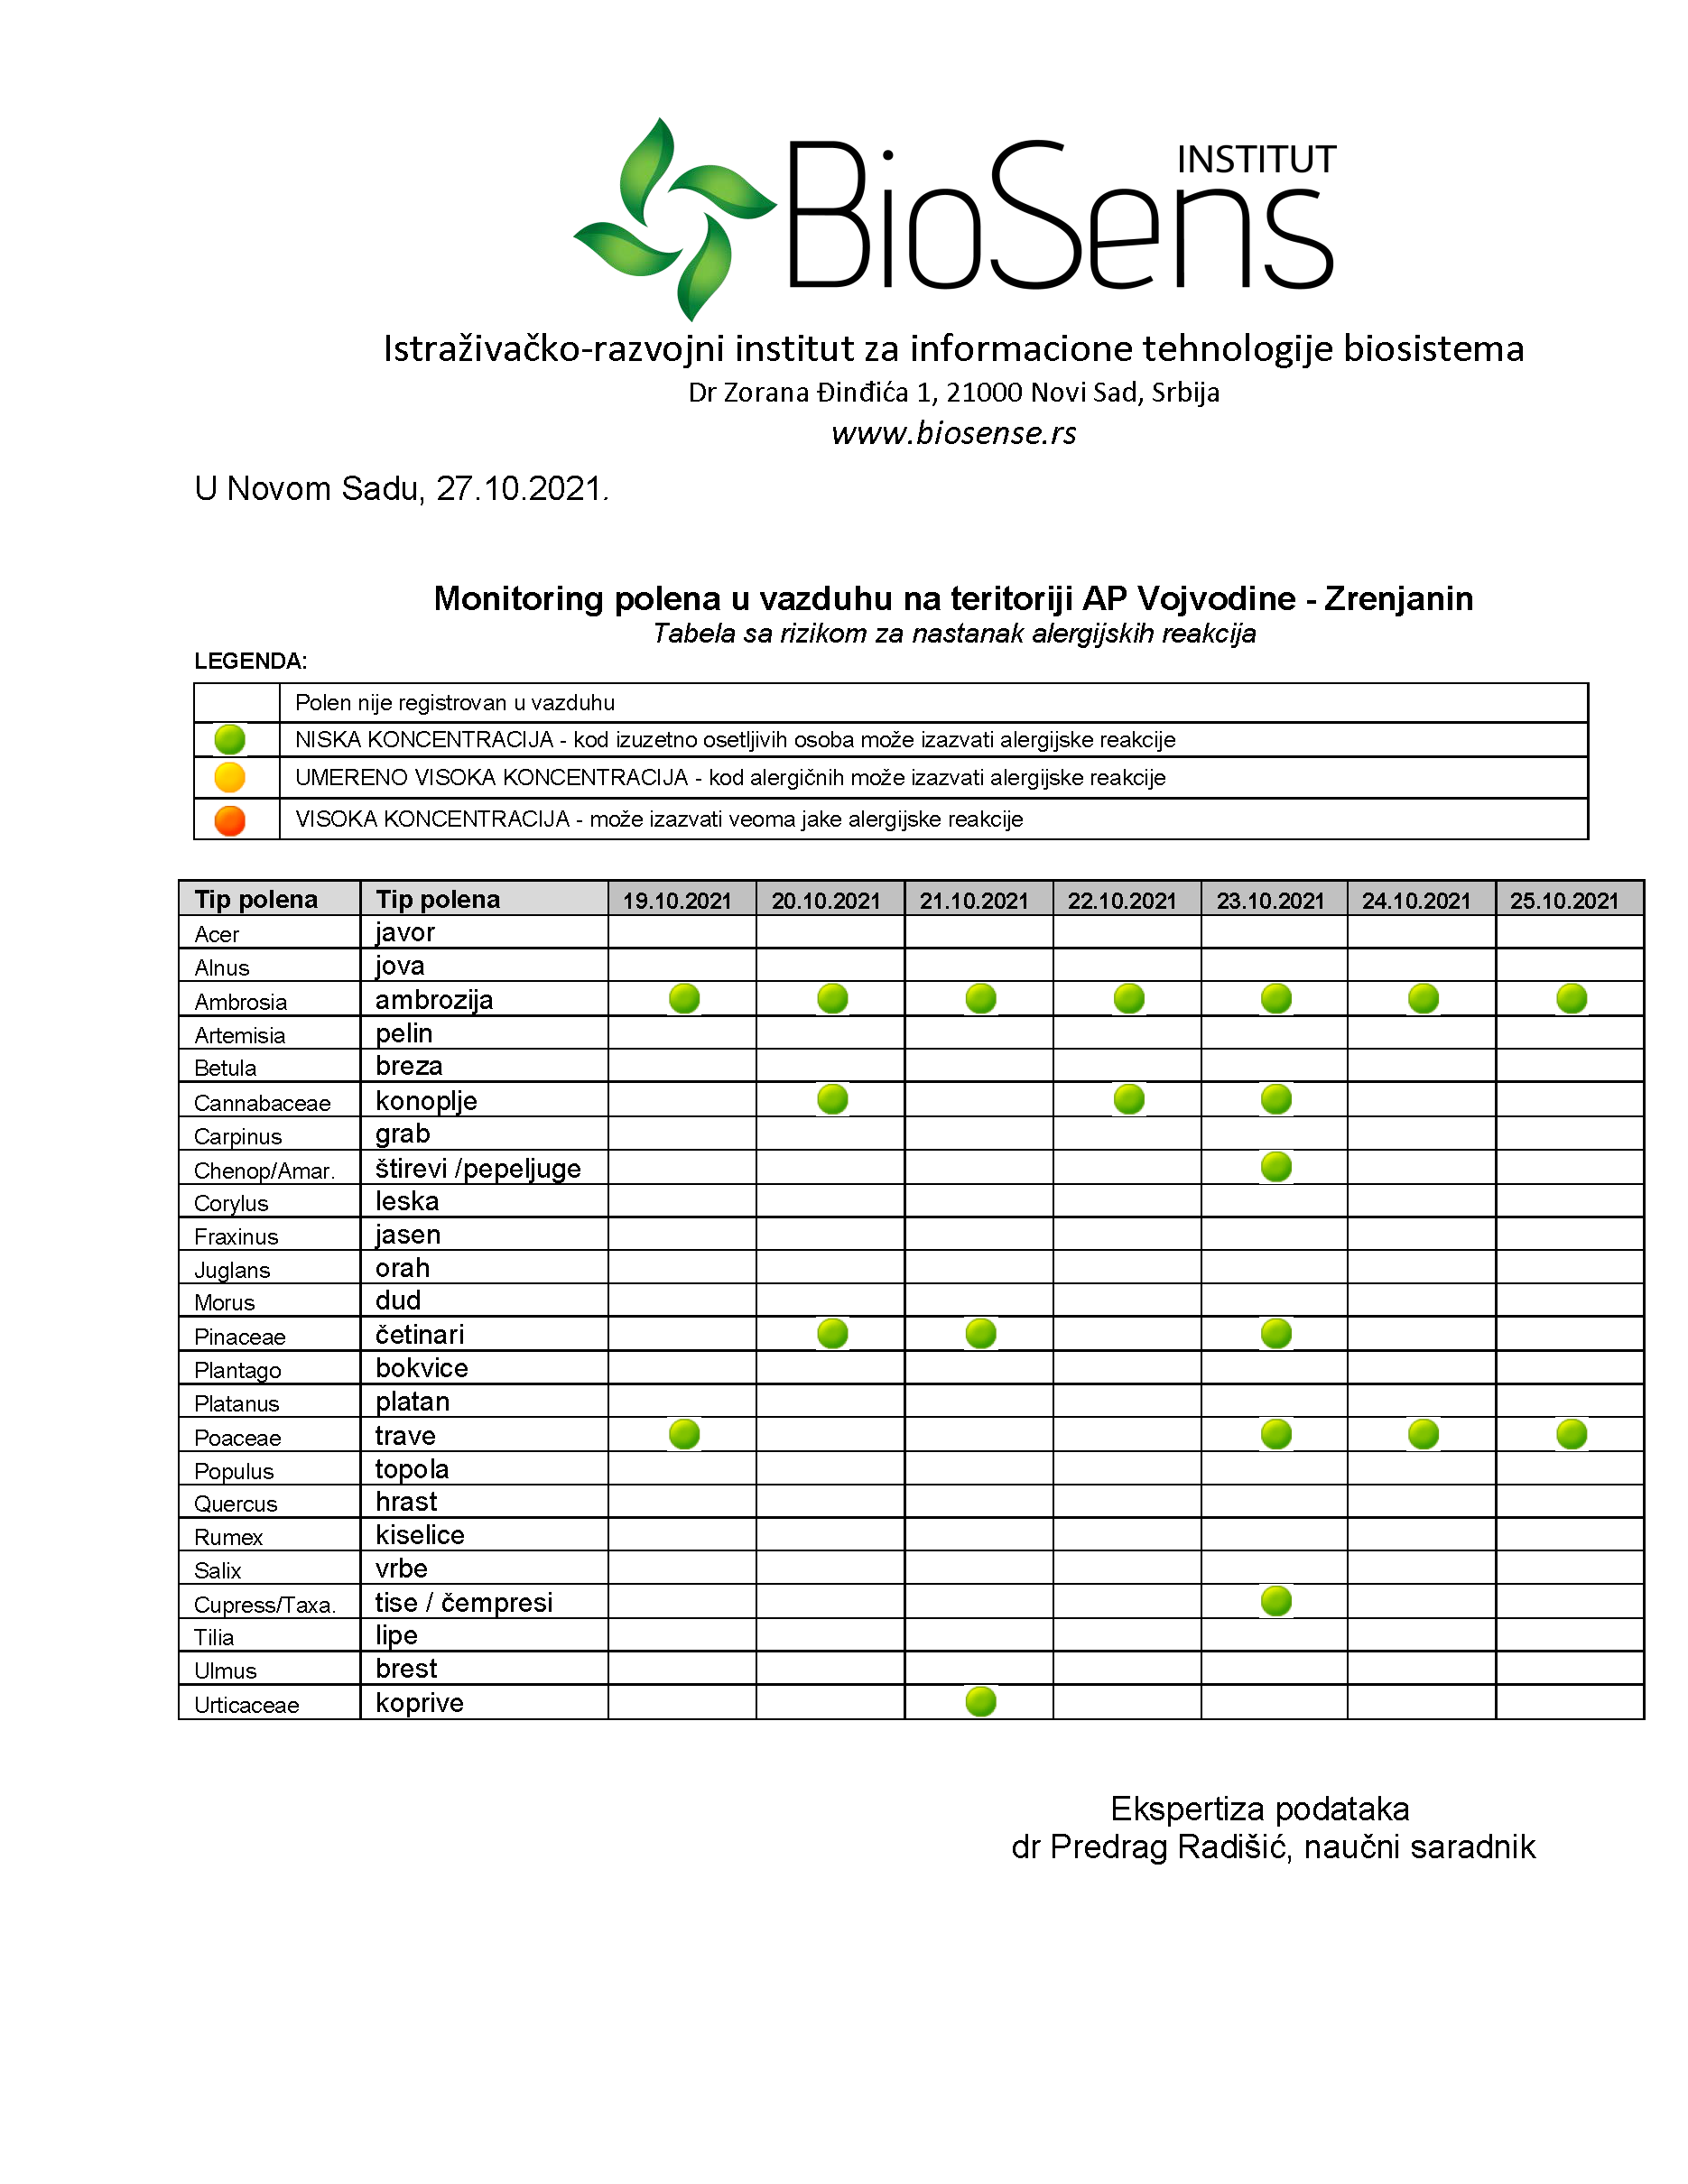 INSTITUT
BioSens
Istraživačko-razvojni institut za informacione tehnologije biosistema
Dr Zorana Đinđića 1, 21000 Novi Sad, Srbija
www.biosense.rs
U Novom Sadu, 27.10.2021.
Monitoring polena u vazduhu na teritoriji AP Vojvodine - Zrenjanin
Tabela sa rizikom za nastanak alergijskih reakcija
LEGENDA:
Polen nije registrovan u vazduhu
NISKA KONCENTRACIJA - kod izuzetno osetljivih osoba može izazvati alergijske reakcije
UMERENO VISOKA KONCENTRACIJA - kod alergičnih može izazvati alergijske reakcije
VISOKA KONCENTRACIJA - može izazvati veoma jake alergijske reakcije
Tip polena Tip polena 19.10.2021 20.10.2021 21.10.2021 22.10.2021 23.10.2021 24.10.2021 25.10.2021
Acer javor
Alnus jova
Ambrosia ambrozija
Artemisia pelin
Betula breza
Cannabaceae konoplje
Carpinus grab
Chenop/Amar. štirevi /pepeljuge
Corylus leska
Fraxinus jasen
Juglans orah
Morus dud
Pinaceae četinari
Plantago bokvice
Platanus platan
Poaceae trave
Populus topola
Quercus hrast
Rumex kiselice
Salix vrbe
Cupress/Taxa. tise / čempresi
Tilia lipe
Ulmus brest
Urticaceae koprive
Ekspertiza podataka
dr Predrag Radišić, naučni saradnik